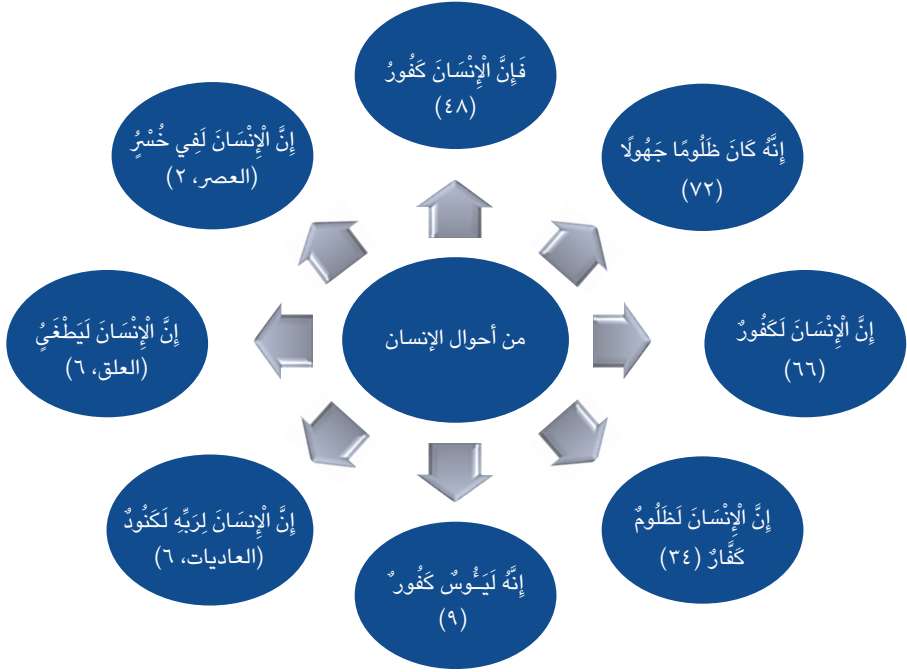 فَإِنَّ الْإِنْسَانَ كَفُورُ
(٤٨)
إِنَّهُ كَانَ ظَلُومًا جَهُولًا
(٧٢)
إِنَّ الْإِنْسَانَ لَكَفُورٌ
(٦٦)
إِنَّ الْإِنْسَانَ لَظَلُومٌ
كَفَّارٌ (٣٤)
إِنَّهُ لَيَئُوسٌ كَفُورٌ
(٩)
إِنَّ الْإِنسَانَ لِرَبِّهِ لَكَنُودٌ
(العاديات، ٦)
إِنَّ الْإِنْسَانَ لَيَطْغَىُ
(العلق، ٦)
إِنَّ الْإِنْسَانَ لَفِي خُسْرٍ
(العصر، ٢)
من أحوال الإنسان